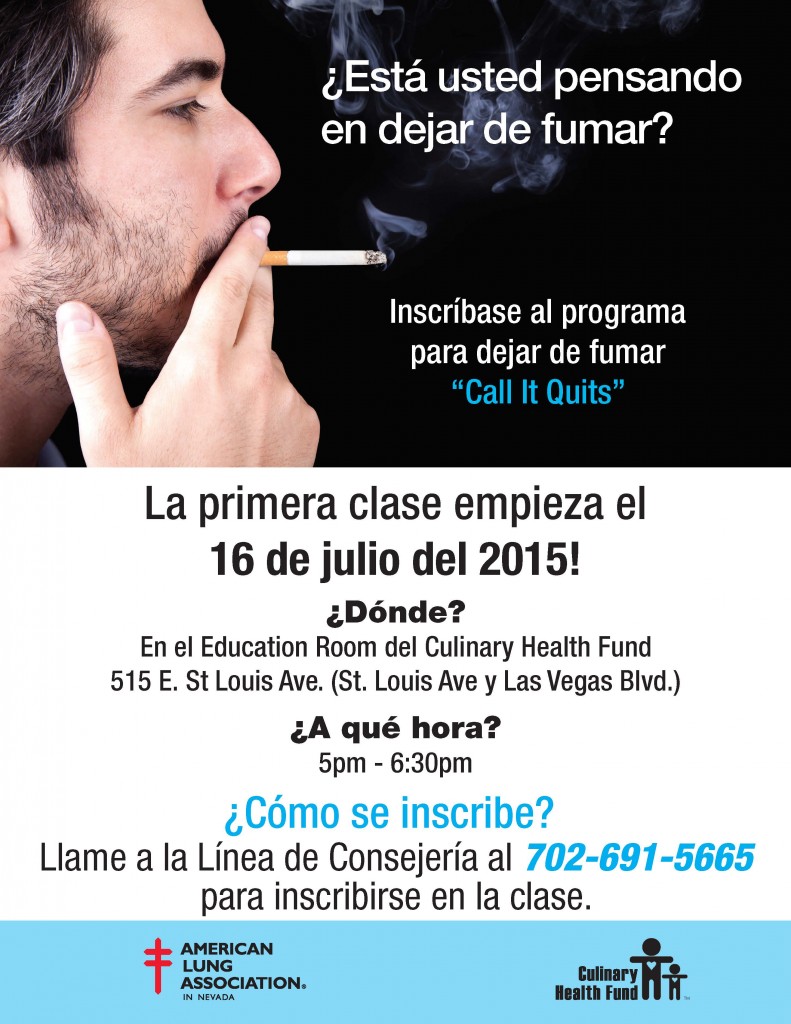 ¿Está usted pensando
en dejar de fumar?
Inscríbase al programa
para dejar de fumar
“Call It Quits”
La primera clase empieza el
16 de julio del 2015!
¿Dónde?
En el Education Room del Culinary Health Fund
515 E. St Louis Ave. (St. Louis Ave y Las Vegas Blvd.)
¿A qué hora?
5pm - 6:30pm
¿Cómo se inscribe?
Llame a la Línea de Consejería al 702-691-5665
para inscribirse en la clase.
AMERICAN
LUNG
ASSOCIATION®
IN NEVADA
Culinary
Health Fund™